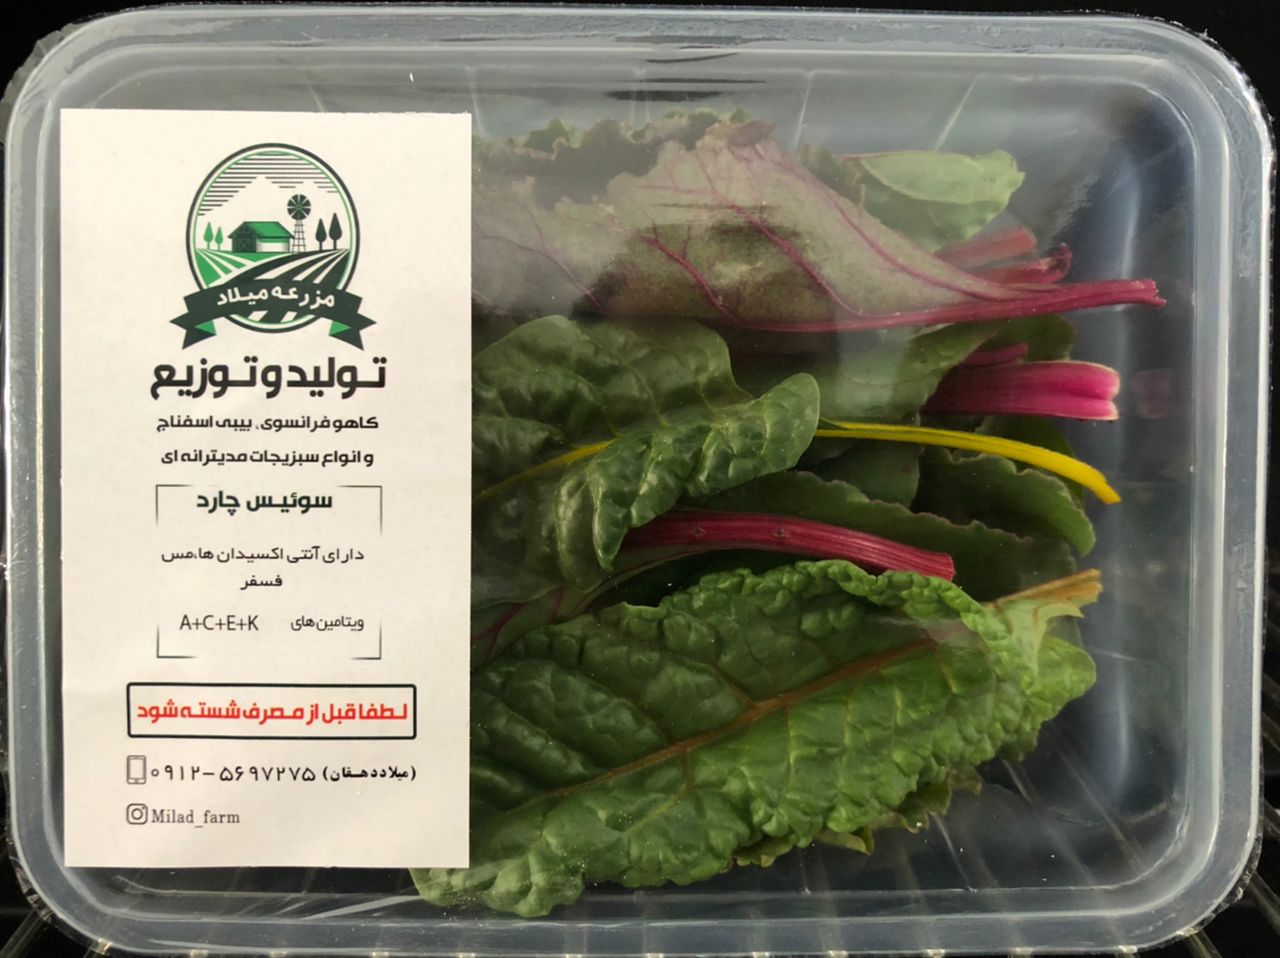 مزرعه میلاد
تولید و توزیع
کاهو فرانسوی، بیبی اسفناج
و انواع سبزیجات مدیترانه ای
سوئیس چارد
دارای آنتی اکسیدان ها،مس
فسفر
ویتامین های A+C+E+K
لطفا قبل از مصرف شسته شود
۰۹۱۲-۵۶۹۷۲۷۵ (میلاد دهقان)
Milad_farm